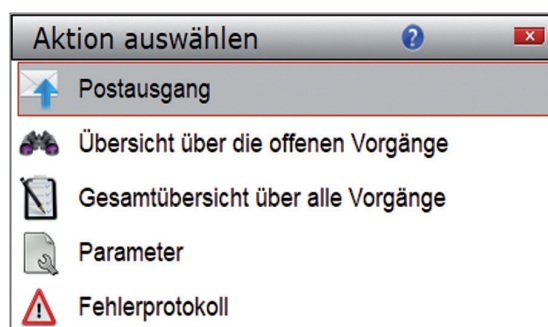 Aktion auswählen
Postausgang
Übersicht über die offenen Vorgänge
Gesamtübersicht über alle Vorgänge
Parameter
Fehlerprotokoll